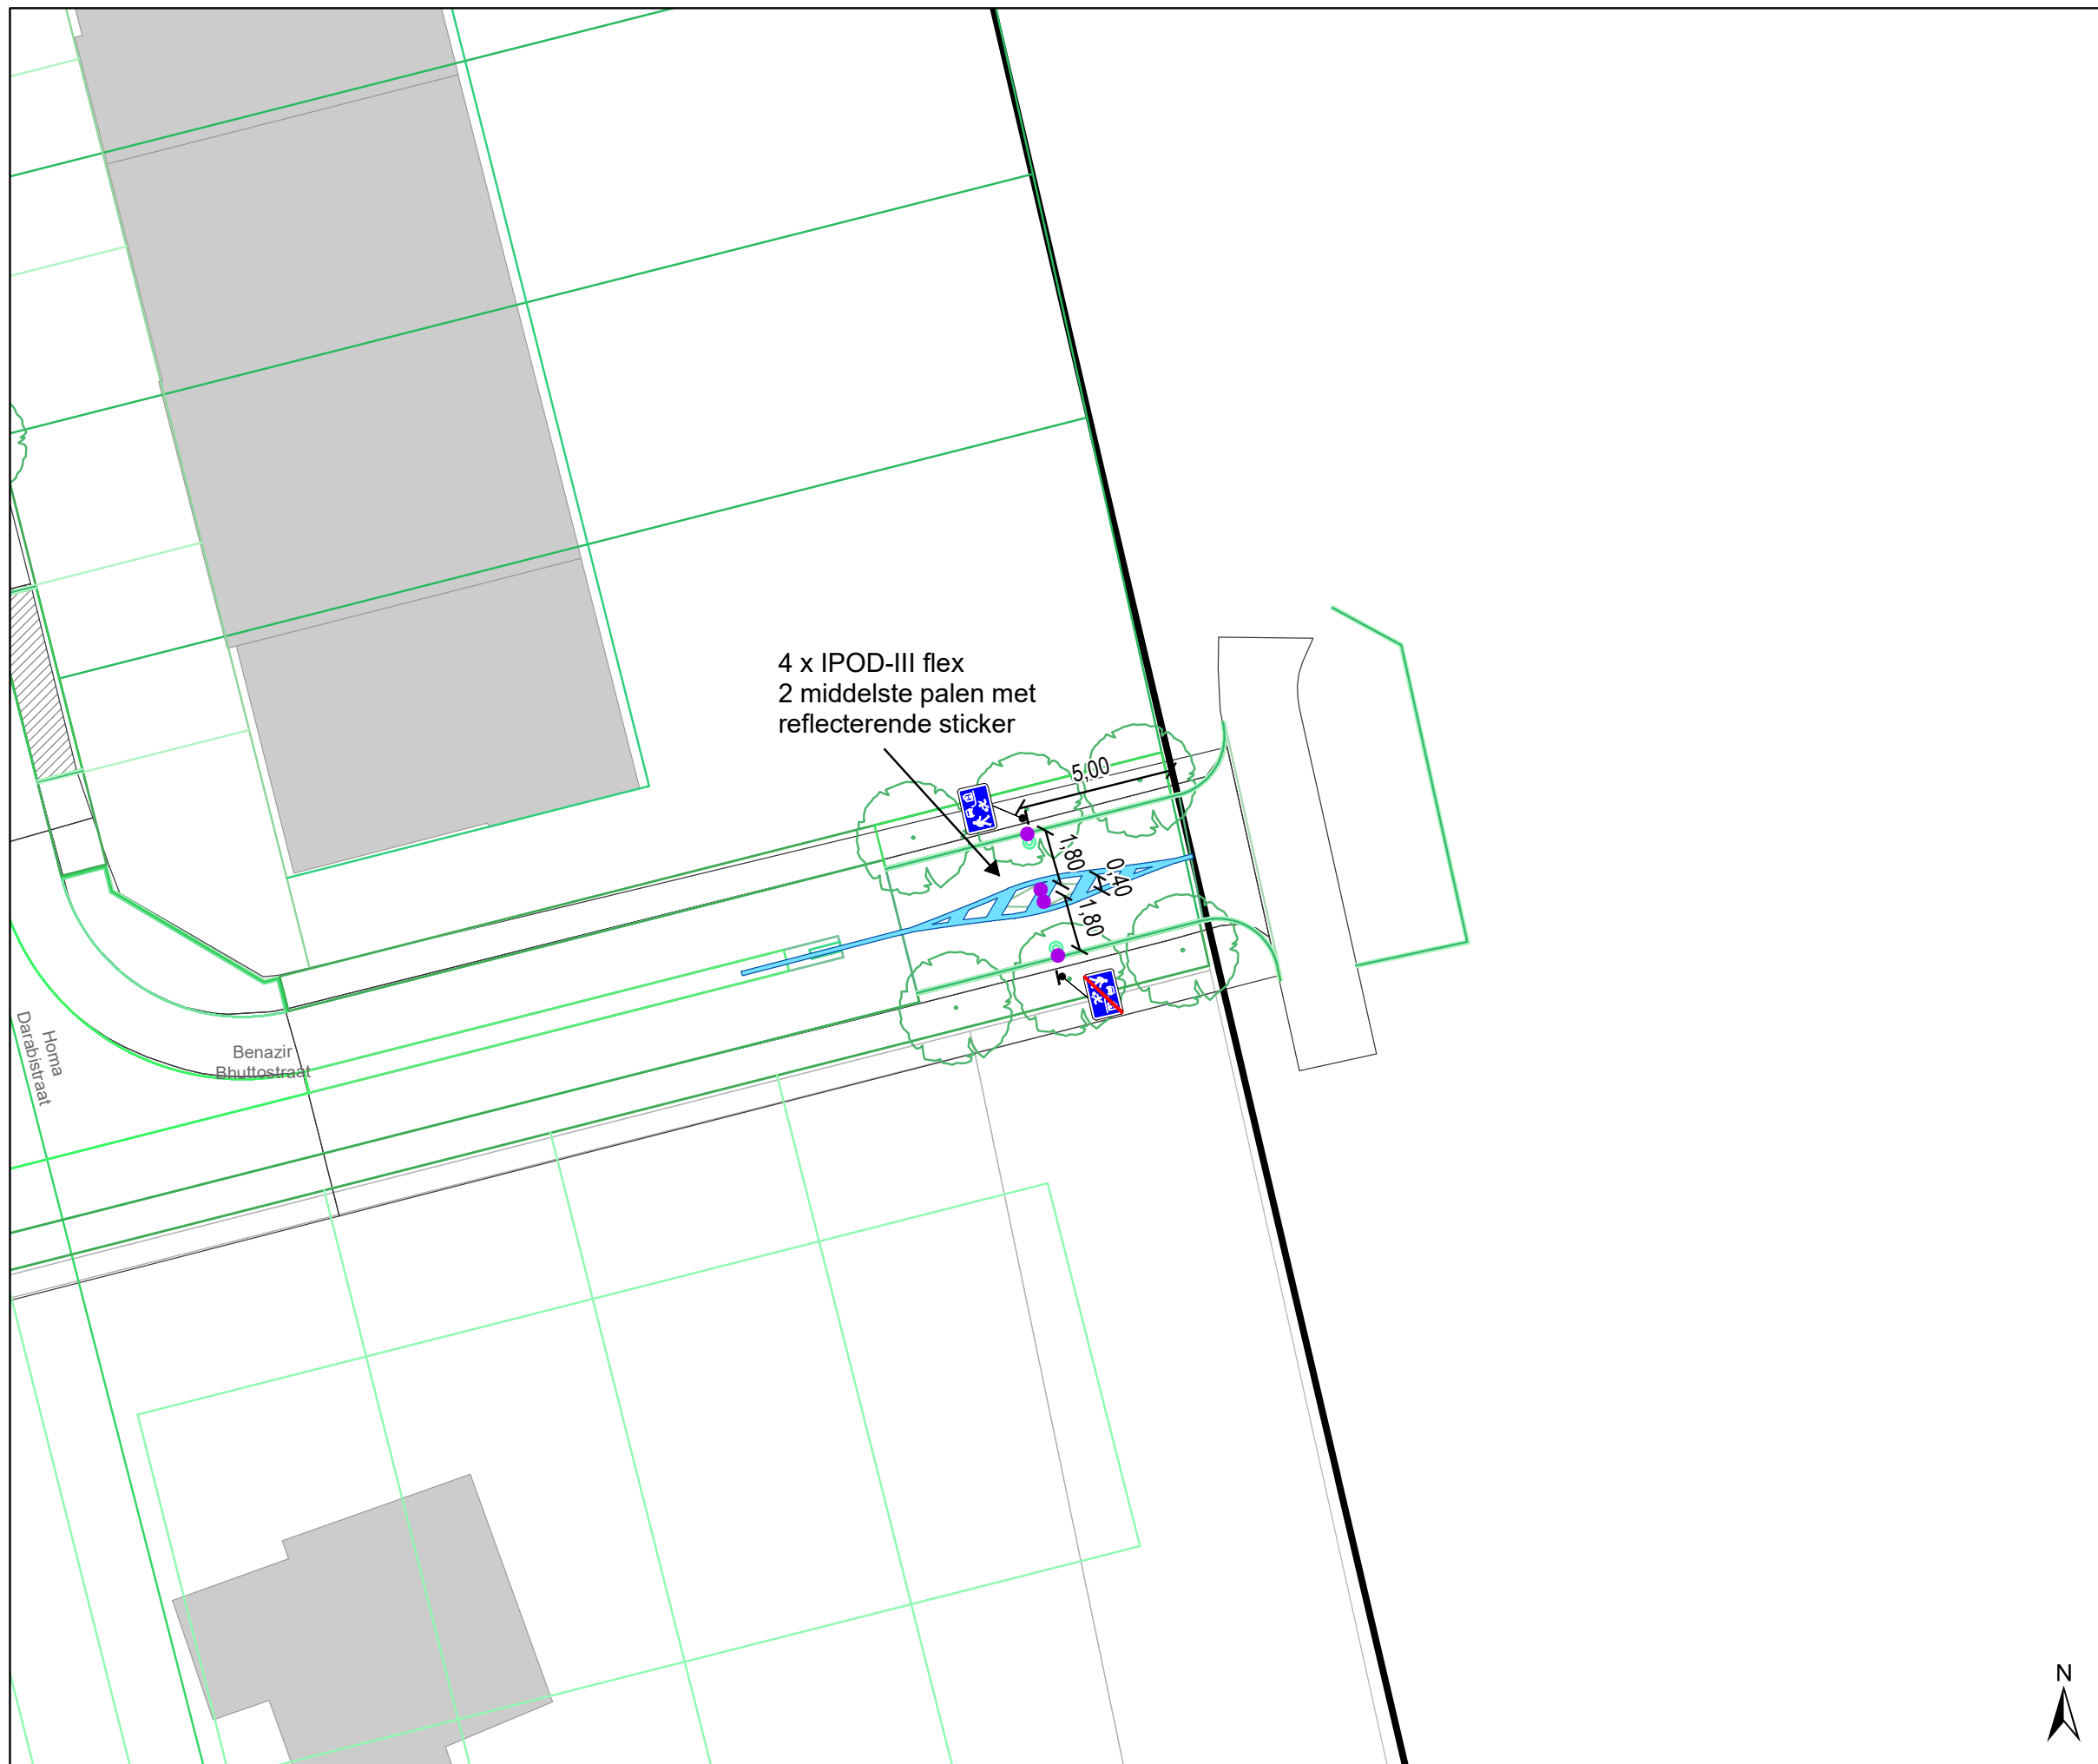 4 x IPOD-III flex
2 middelste palen met
reflecterende sticker
5,00
1,80
0,40
1,80
Homa
Darabistraat
Benazir
Bhuttostraat
N